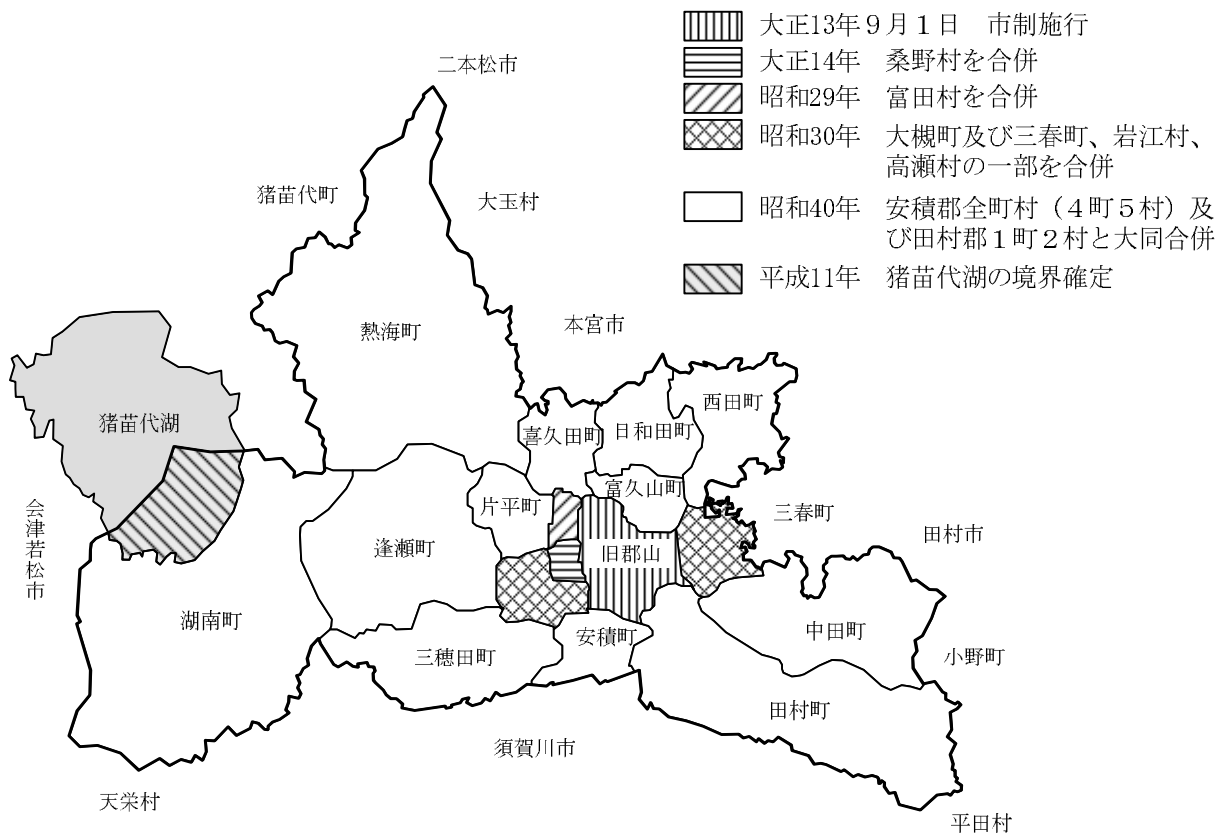 大正13年９月１日　市制施行
大正14年　桑野村を合併
昭和29年　富田村を合併
昭和30年　大槻町及び三春町、岩江村、
高瀬村の一部を合併
昭和40年　安積郡全町村（４町５村）及
び田村郡１町２村と大同合併
平成11年　猪苗代湖の境界確定
二本松市
猪苗代町
大玉村
本宮市
熱海町
西田町
猪苗代湖
喜久田町
日和田町
富久山町
片平町
三春町
田村市
会津若松市
逢瀬町
旧郡山
湖南町
中田町
安積町
三穂田町
小野町
田村町
須賀川市
天栄村
平田村